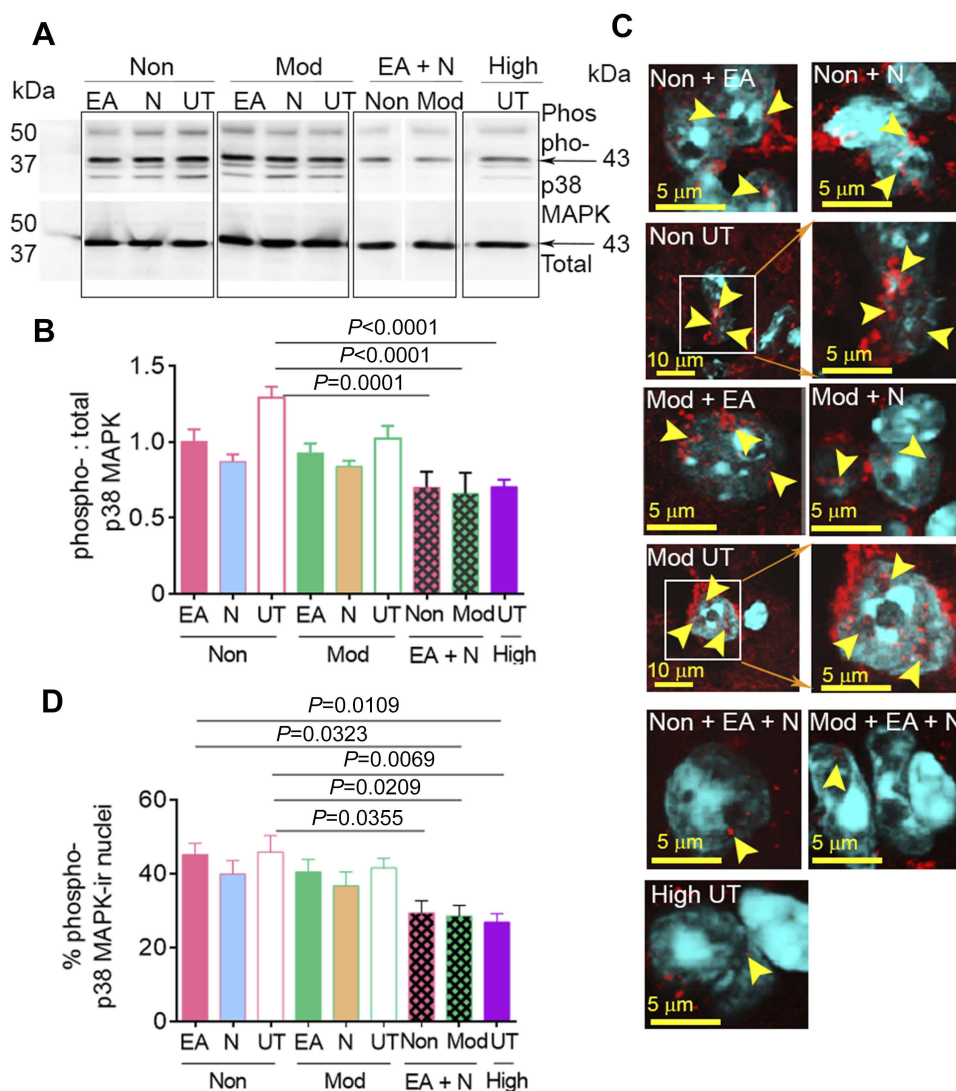 A
Non Mod EA + N High
kDa EA N UT EA N UT Non Mod UT kDa
50
37
Phos
pho-
p38
MAPK
43
50
37
43
Total
B
P<0.0001
P<0.0001
P=0.0001
phospho- : total
p38 MAPK
1.5
1.0
0.5
0
EA N UT EA N UT Non Mod UT
Non Mod EA + N High
D
P=0.0109
P=0.0323
P=0.0069
P=0.0209
P=0.0355
% phospho-
p38 MAPK-ir nuclei
60
40
20
0
EA N UT EA N UT Non Mod UT
Non Mod EA + N High
C
Non + EA
5 µm
Non + N
5 µm
Non UT
10 µm
5 µm
Mod + EA
5 µm
Mod + N
5 µm
Mod UT
10 µm
5 µm
Non + EA + N
5 µm
Mod + EA + N
5 µm
High UT
5 µm